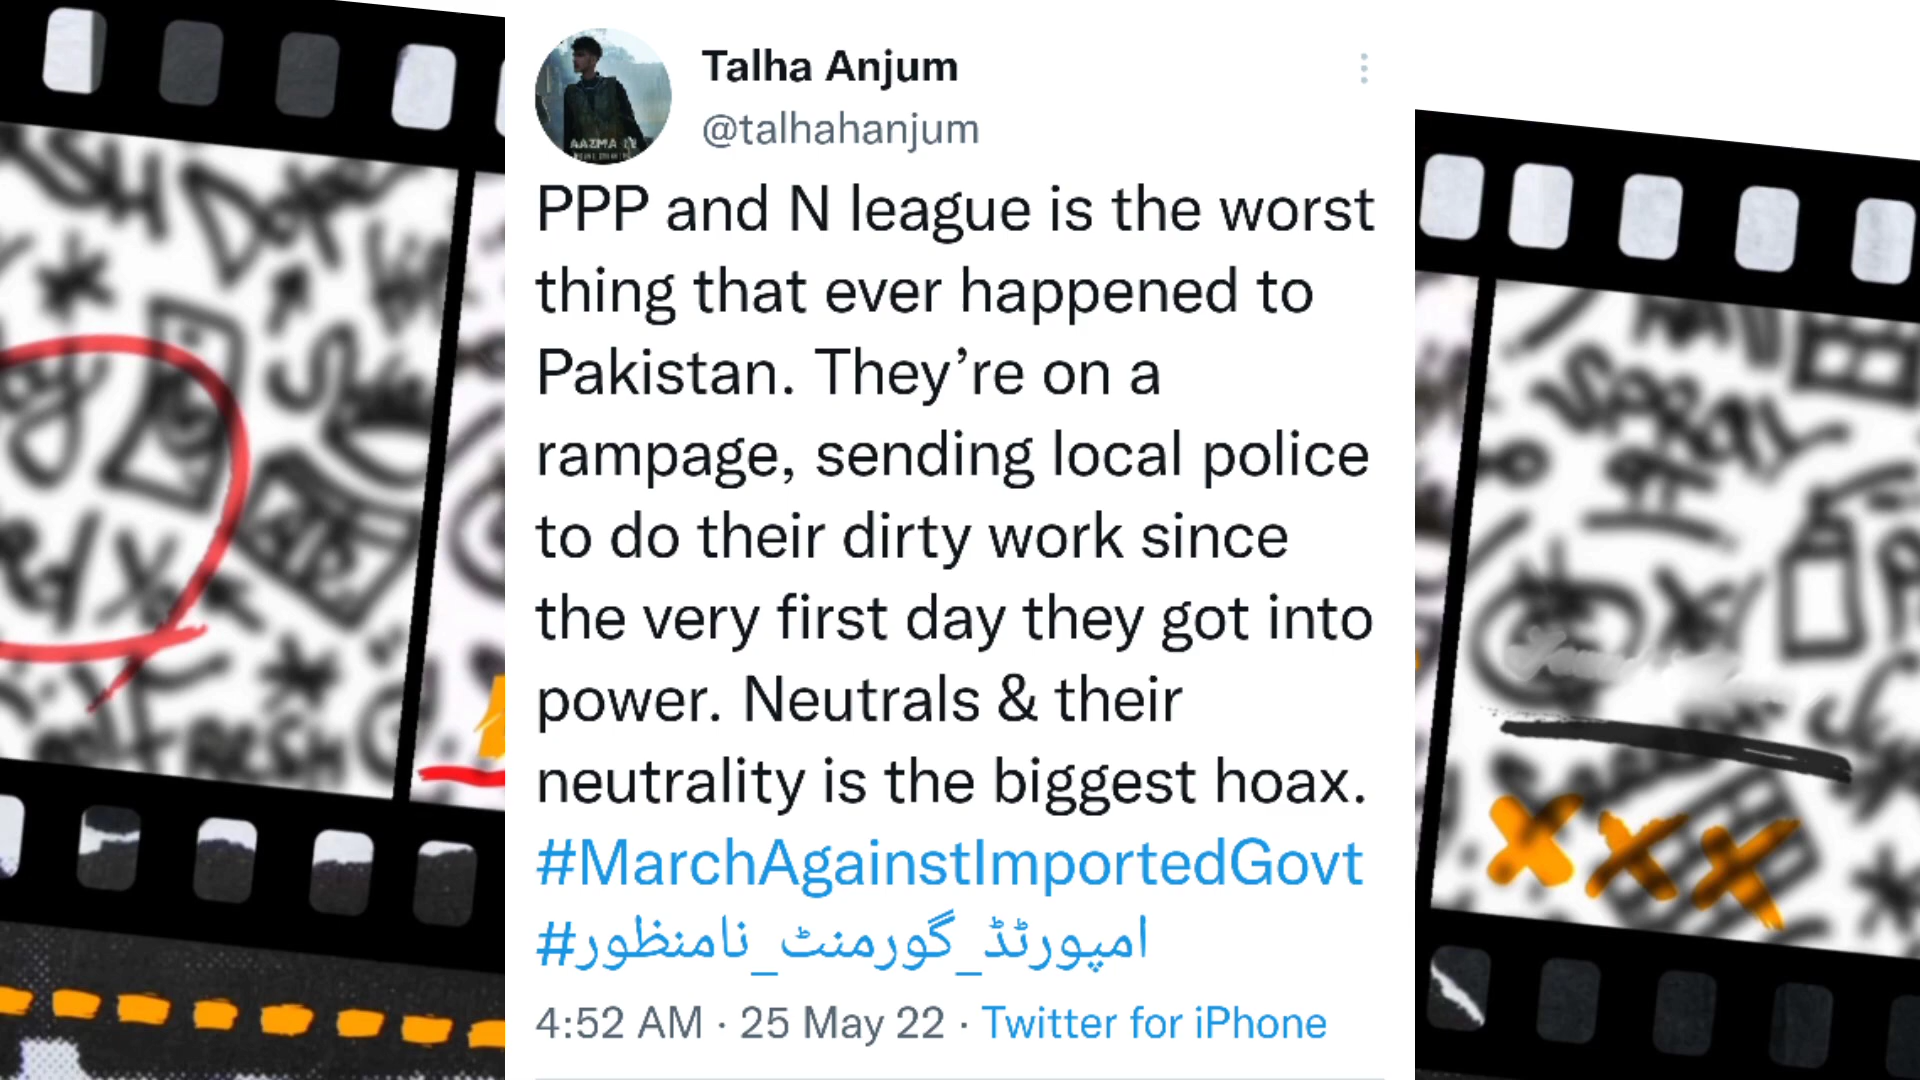 Talha Anjum
@talhahanjum
AAZMA LE
PPP and N league is the worst
thing that ever happened to
Pakistan. They’re on a
rampage, sending local police
to do their dirty work since
the very first day they got into
power. Neutrals & their
neutrality is the biggest hoax.
#MarchAgainstImportedGovt
#امپورٹڈ_گورمنٹ_نامنظور
4:52 AM · 25 May 22 · Twitter for iPhone